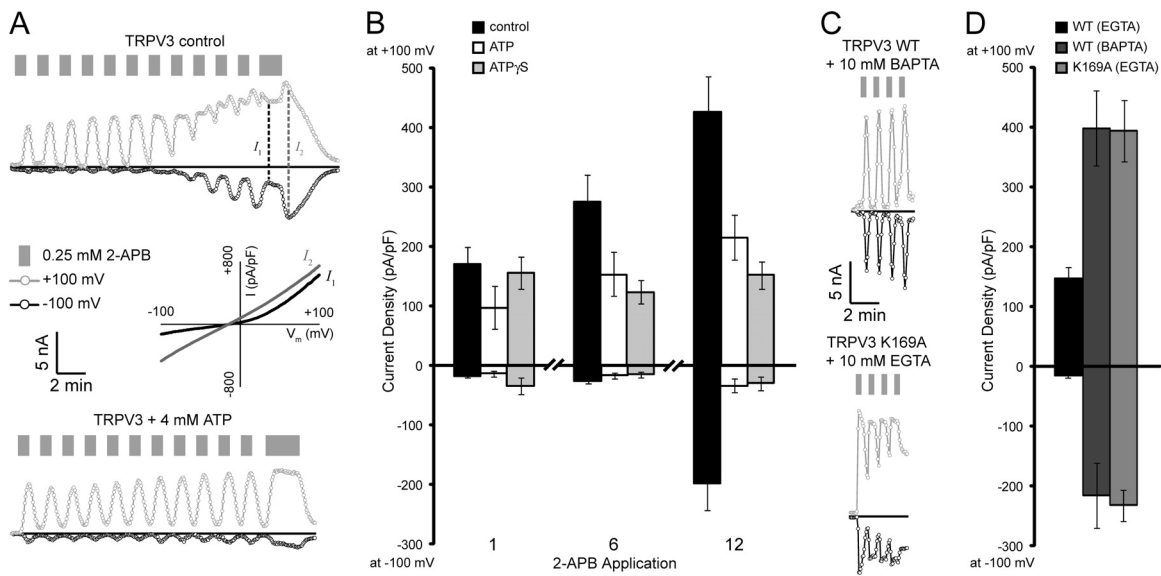 A
TRPV3 control
I1
I2
0.25 mM 2-APB
+100 mV
-100 mV
5 nA
2 min
+800
I (pA/pF)
I2
I1
-100
+100
Vm (mV)
-800
TRPV3 + 4 mM ATP
B
control
ATP
ATPγS
at +100 mV
500
400
300
200
100
0
-100
-200
-300
at -100 mV
Current Density (pA/pF)
1
6
12
2-APB Application
C
TRPV3 WT
+ 10 mM BAPTA
5 nA
2 min
TRPV3 K169A
+ 10 mM EGTA
D
WT (EGTA)
WT (BAPTA)
K169A (EGTA)
at +100 mV
500
400
300
200
100
0
-100
-200
-300
at -100 mV
Current Density (pA/pF)